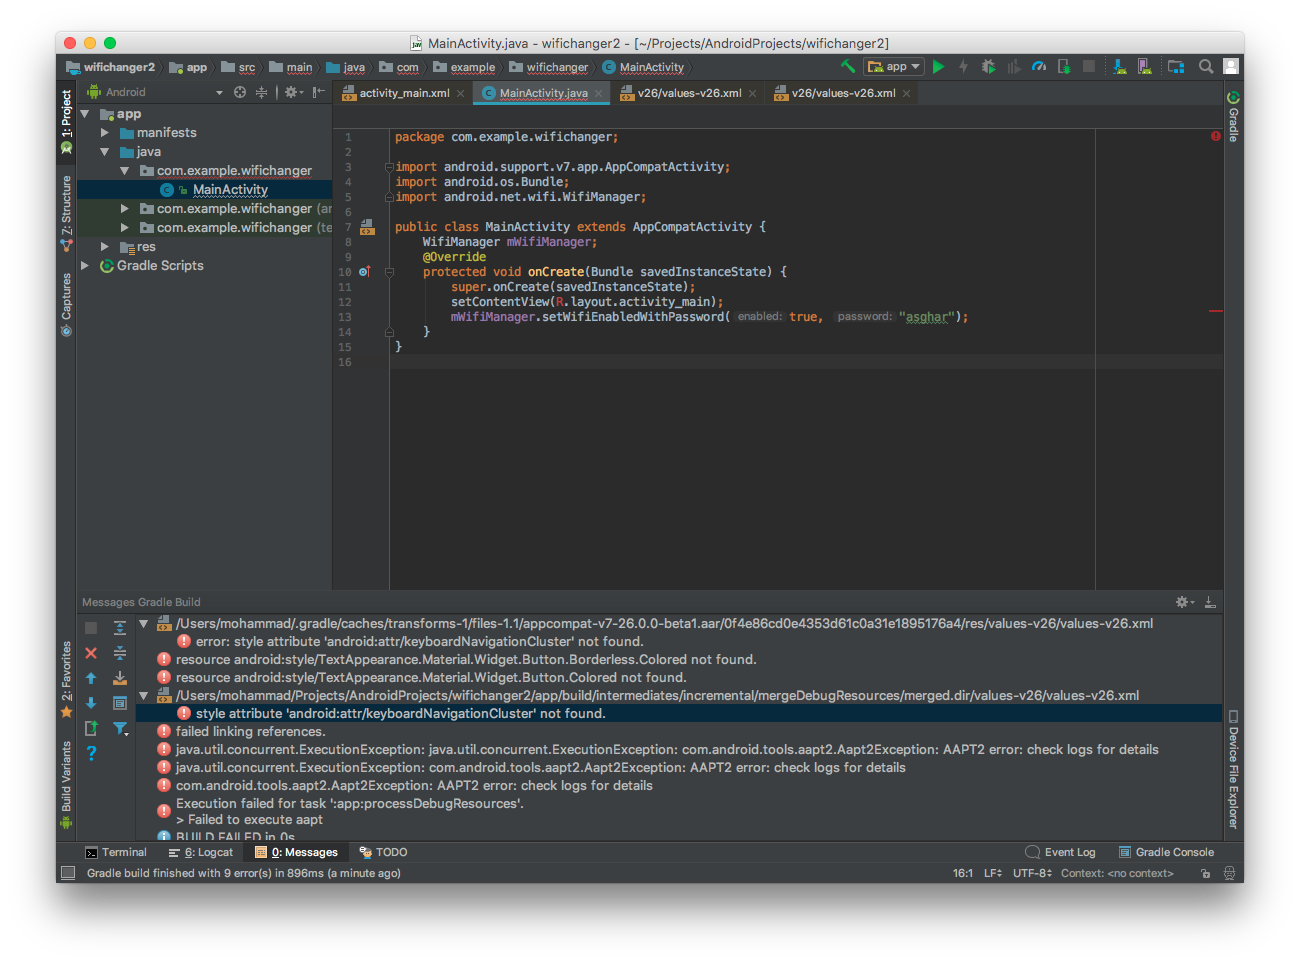 MainActivity.java - wifichanger2 - [~/Projects/AndroidProjects/wifichanger2]
wifichanger2 app src main java com example wifichanger MainActivity
app
Android
activity_main.xml MainActivity.java v26/values-v26.xml v26/values-v26.xml
1: Project
Z: Structure
Captures
2: Favorites
Build Variants
app
manifests
java
com.example.wifichanger
MainActivity
com.example.wifichanger (ar
com.example.wifichanger (te
res
Gradle Scripts
1 package com.example.wifichanger;
2
3 import android.support.v7.app.AppCompatActivity;
4 import android.os.Bundle;
5 import android.net.wifi.WifiManager;
6
7 public class MainActivity extends AppCompatActivity {
8 WifiManager mWifiManager;
9 @Override
10 protected void onCreate(Bundle savedInstanceState) {
11 super.onCreate(savedInstanceState);
12 setContentView(R.layout.activity_main);
13 mWifiManager.setWifiEnabledWithPassword( enabled: true, password: "asghar");
14 }
15 }
16
Gradle
Device File Explorer
Messages Gradle Build
/Users/mohammad/.gradle/caches/transforms-1/files-1.1/appcompat-v7-26.0.0-beta1.aar/0f4e86cd0e4353d61c0a31e1895176a4/res/values-v26/values-v26.xml
error: style attribute 'android:attr/keyboardNavigationCluster' not found.
resource android:style/TextAppearance.Material.Widget.Button.Borderless.Colored not found.
resource android:style/TextAppearance.Material.Widget.Button.Colored not found.
/Users/mohammad/Projects/AndroidProjects/wifichanger2/app/build/intermediates/incremental/mergeDebugResources/merged.dir/values-v26/values-v26.xml
style attribute 'android:attr/keyboardNavigationCluster' not found.
failed linking references.
java.util.concurrent.ExecutionException: java.util.concurrent.ExecutionException: com.android.tools.aapt2.Aapt2Exception: AAPT2 error: check logs for details
java.util.concurrent.ExecutionException: com.android.tools.aapt2.Aapt2Exception: AAPT2 error: check logs for details
com.android.tools.aapt2.Aapt2Exception: AAPT2 error: check logs for details
Execution failed for task ':app:processDebugResources'.
> Failed to execute aapt
BUILD FAILED in 0s
Terminal 6: Logcat 0: Messages TODO Event Log Gradle Console
Gradle build finished with 9 error(s) in 896ms (a minute ago) 16:1 LF UTF-8 Context: <no context>